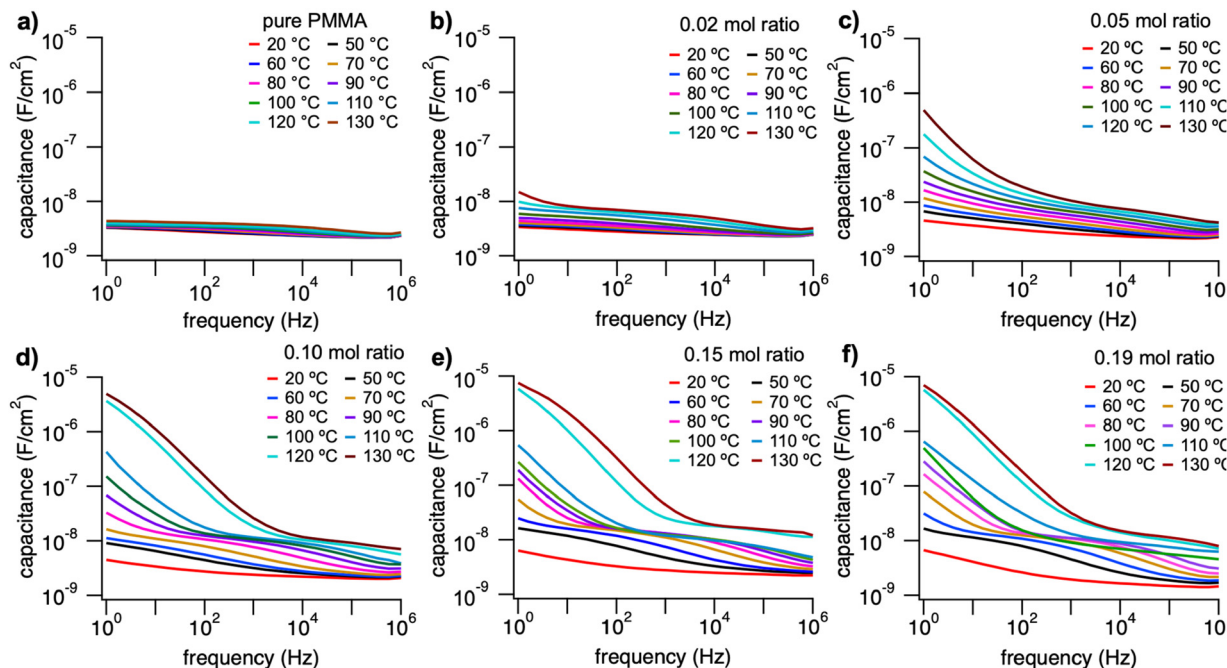 a)
pure PMMA
20 °C 50 °C
60 °C 70 °C
80 °C 90 °C
100 °C 110 °C
120 °C 130 °C
capacitance (F/cm²)
10⁻⁵
10⁻⁶
10⁻⁷
10⁻⁸
10⁻⁹
10⁰ 10² 10⁴ 10⁶
frequency (Hz)
b)
0.02 mol ratio
20 ºC 50 ºC
60 ºC 70 ºC
80 ºC 90 ºC
100 ºC 110 ºC
120 ºC 130 ºC
capacitance (F/cm²)
10⁻⁵
10⁻⁶
10⁻⁷
10⁻⁸
10⁻⁹
10⁰ 10² 10⁴ 10⁶
frequency (Hz)
c)
0.05 mol ratio
20 ºC 50 ºC
60 ºC 70 ºC
80 ºC 90 ºC
100 ºC 110 ºC
120 ºC 130 ºC
capacitance (F/cm²)
10⁻⁵
10⁻⁶
10⁻⁷
10⁻⁸
10⁻⁹
10⁰ 10² 10⁴ 10
frequency (Hz)
d)
0.10 mol ratio
20 ºC 50 ºC
60 ºC 70 ºC
80 ºC 90 ºC
100 ºC 110 ºC
120 ºC 130 ºC
capacitance (F/cm²)
10⁻⁵
10⁻⁶
10⁻⁷
10⁻⁸
10⁻⁹
10⁰ 10² 10⁴ 10⁶
frequency (Hz)
e)
0.15 mol ratio
20 ºC 50 ºC
60 ºC 70 ºC
80 ºC 90 ºC
100 ºC 110 ºC
120 ºC 130 ºC
capacitance (F/cm²)
10⁻⁵
10⁻⁶
10⁻⁷
10⁻⁸
10⁻⁹
10⁰ 10² 10⁴ 10⁶
frequency (Hz)
f)
0.19 mol ratio
20 ºC 50 ºC
60 ºC 70 ºC
80 ºC 90 ºC
100 ºC 110 ºC
120 ºC 130 ºC
capacitance (F/cm²)
10⁻⁵
10⁻⁶
10⁻⁷
10⁻⁸
10⁻⁹
10⁰ 10² 10⁴ 10
frequency (Hz)